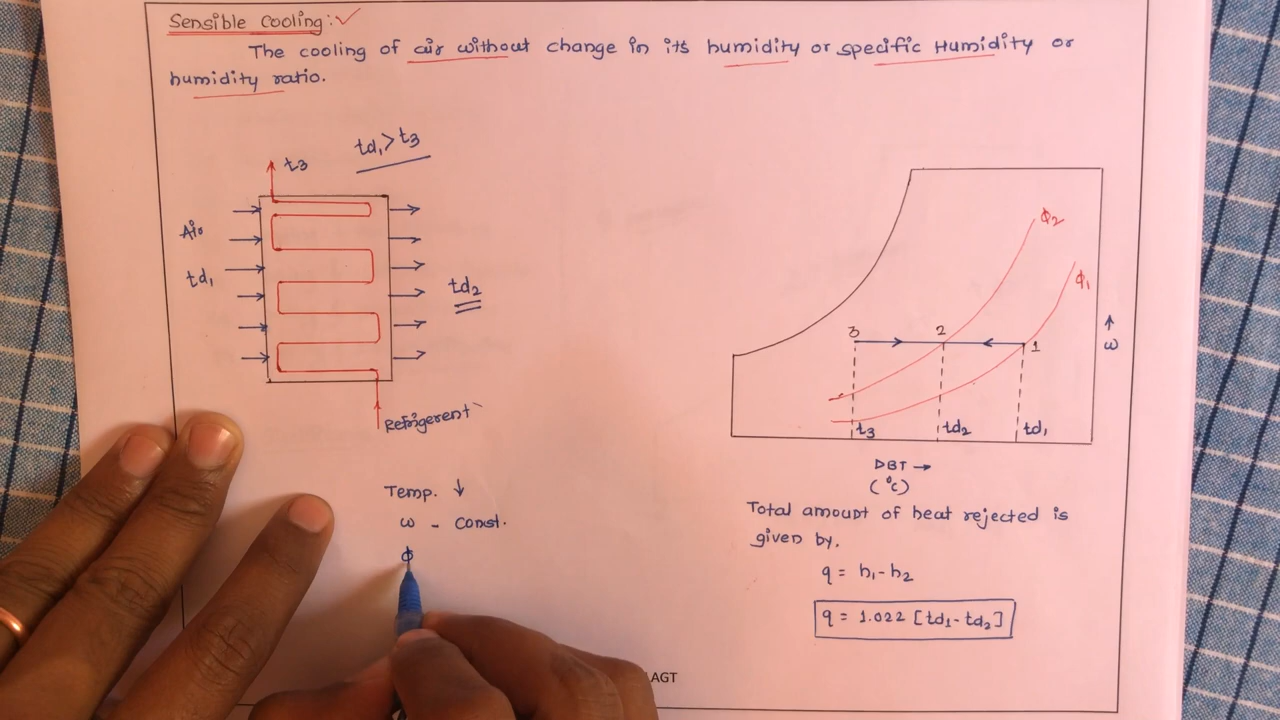 Sensible Cooling:✓
The cooling of air without change in its humidity or specific Humidity or
humidity ratio.
td₁>t₃
t₃
Air
td₁
td₂
Refrigerent
Temp. ↓
ω - Const.
ϕ
ϕ₂
ϕ₁
3 2 1
↑
ω
t₃ td₂ td₁
DBT →
(°C)
Total amount of heat rejected is
given by,
q = h₁-h₂
q = 1.022 [td₁-td₂]
AGT